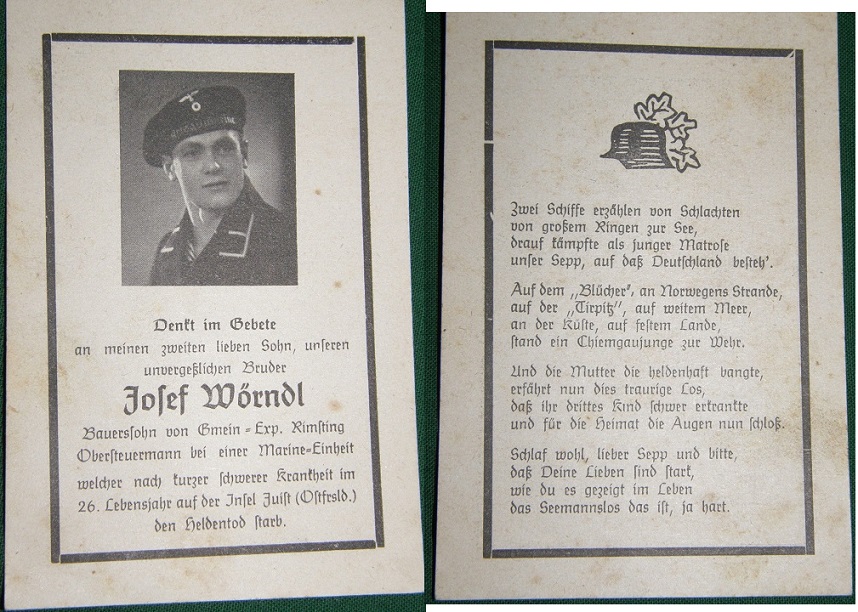 Denkt im Gebete
an meinen zweiten lieben Sohn, unseren
unvergeßlichen Bruder
Josef Wörndl
Bauerssohn von Gmein = Exp. Rimsting
Obersteuermann bei einer Marine=Einheit
welcher nach kurzer schwerer Krankheit im
26. Lebensjahr auf der Insel Juist (Ostfrsld.)
den Heldentod starb.
Zwei Schiffe erzählen von Schlachten
von großem Ringen zur See,
drauf kämpfte als junger Matrose
unser Sepp, auf daß Deutschland besteh'.
Auf dem „Blücher", an Norwegens Strande,
auf der „Tirpitz", auf weitem Meer,
an der Küste, auf festem Lande,
stand ein Chiemgaujunge zur Wehr.
Und die Mutter die heldenhaft bangte,
erfährt nun dies traurige Los,
daß ihr drittes Kind schwer erkrankte
und für die Heimat die Augen nun schloß.
Schlaf wohl, lieber Sepp und bitte,
daß Deine Lieben sind stark,
wie du es gezeigt im Leben
das Seemannslos das ist, ja hart.